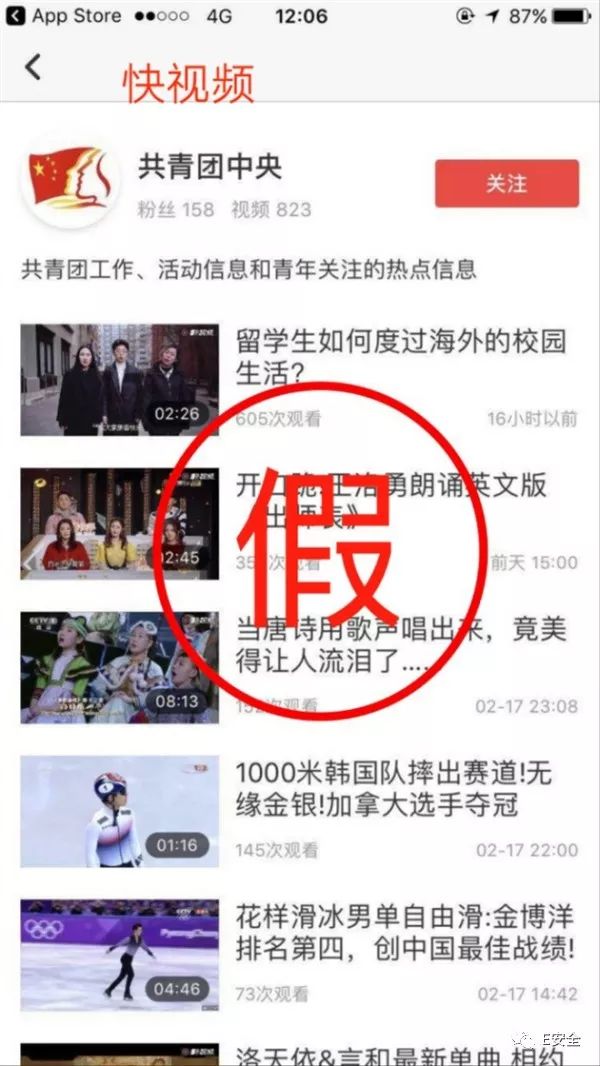 App Store 4G 12:06 87%
快视频
共青团中央
粉丝 158 视频 823
关注
共青团工作、活动信息和青年关注的热点信息
留学生如何度过海外的校园
生活?
02:26
605次观看 16小时以前
开口跪!王洛勇朗诵英文版
出师表》
02:45
前天 15:00
假
当唐诗用歌声唱出来，竟美
得让人流泪了....
08:13
152次观看 02-17 23:08
1000米韩国队摔出赛道!无
缘金银!加拿大选手夺冠
01:16
145次观看 02-17 22:00
花样滑冰男单自由滑:金博洋
排名第四，创中国最佳战绩!
04:46
73次观看 02-17 14:42
洛天依&言和最新单曲 相约
E安全